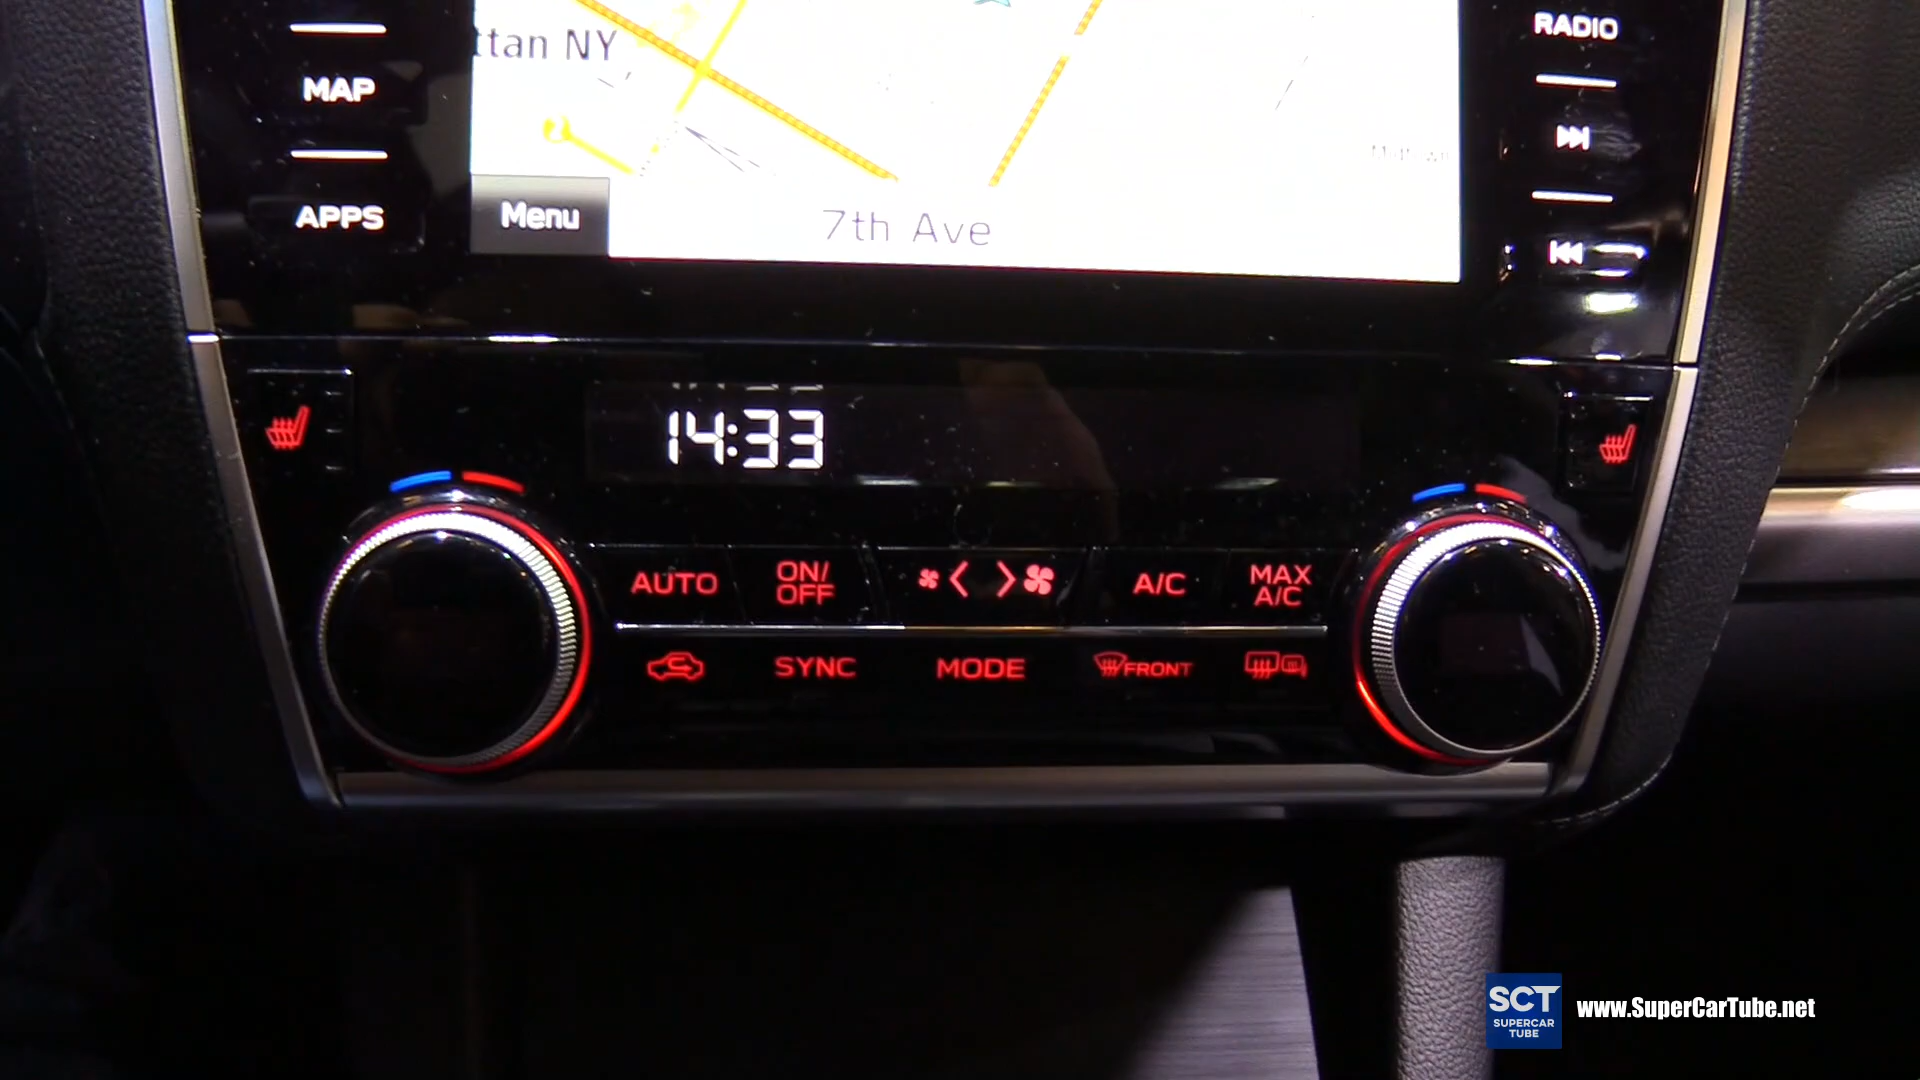 ttan NY
MAP
APPS
Menu
7th Ave
RADIO
14:33
AUTO
ON/
OFF
A/C
MAX
A/C
SYNC
MODE
FRONT
SCT
SUPERCAR
TUBE
www.SuperCarTube.net